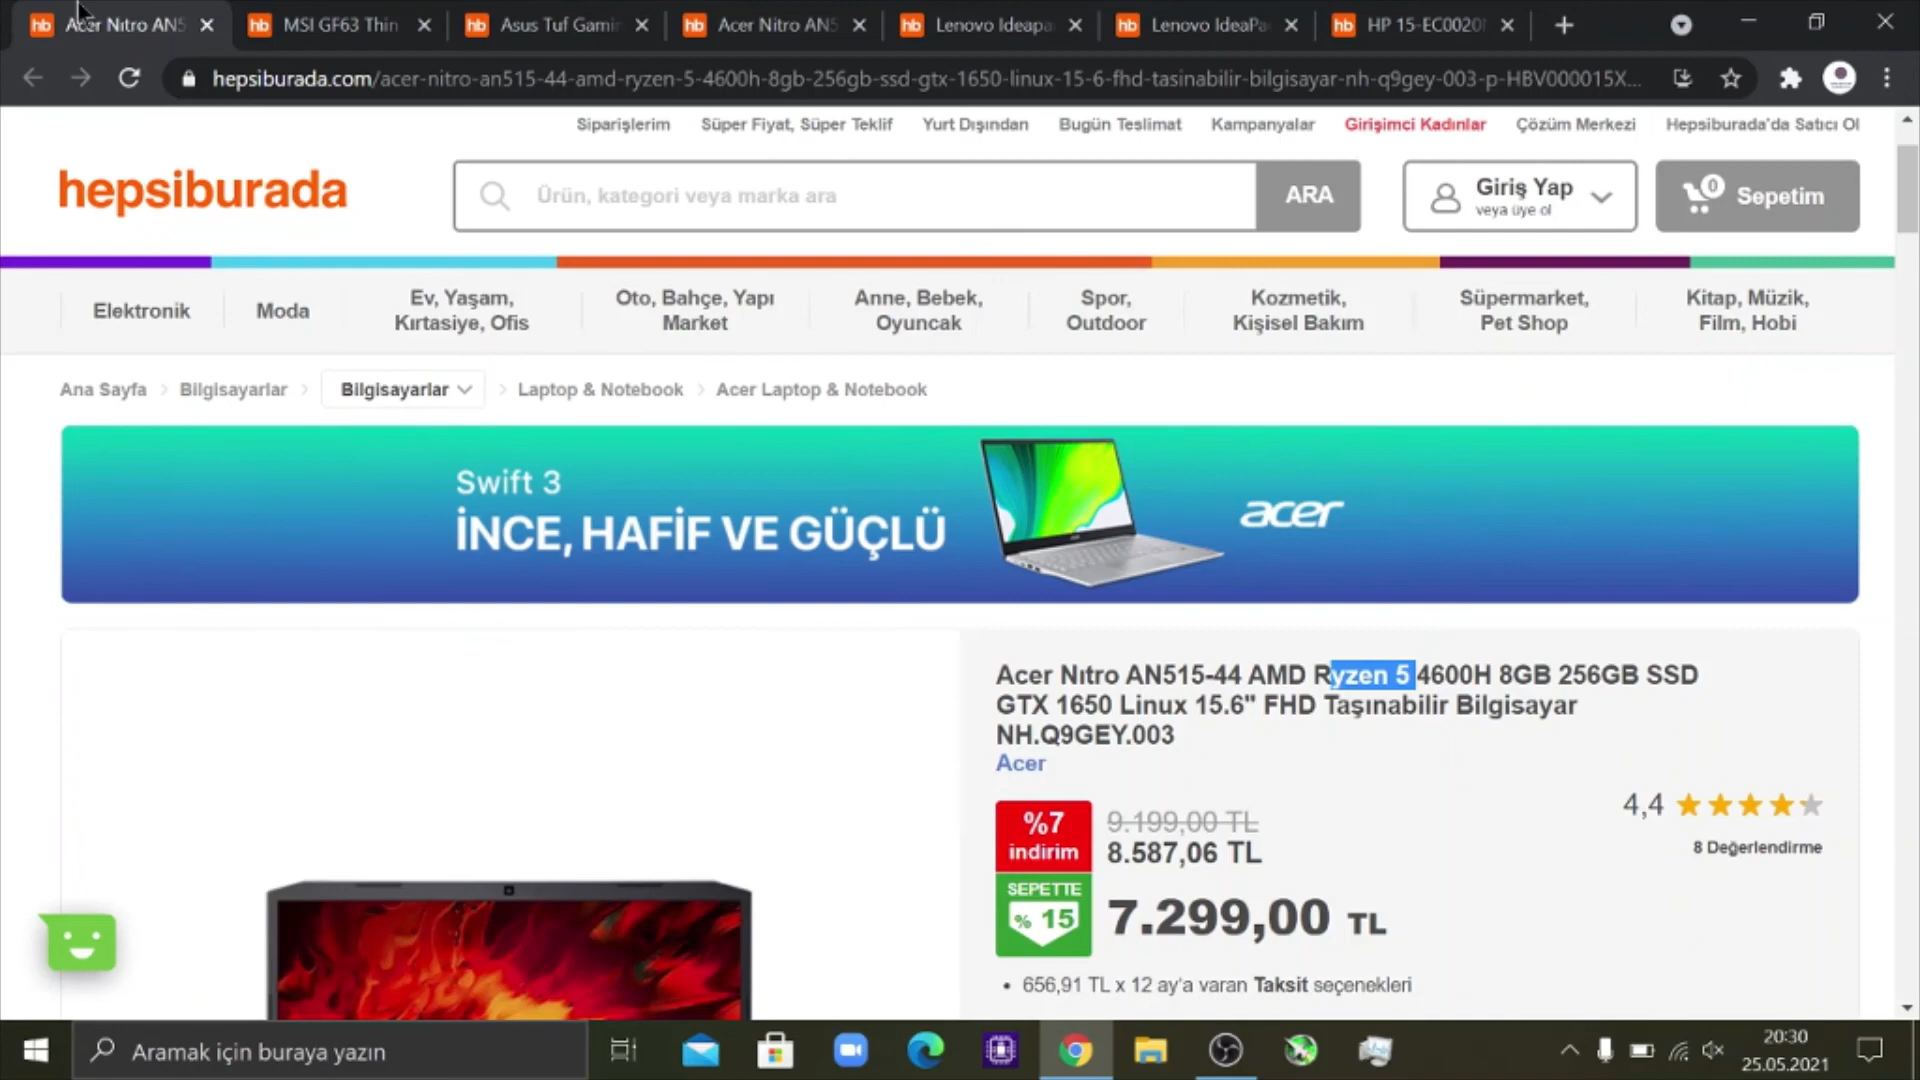 Acer Nitro AN5
MSI GF63 Thin
Asus Tuf Gamin
Acer Nitro AN5
Lenovo Ideapa
Lenovo IdeaPa
HP 15-EC0020
hepsiburada.com/acer-nitro-an515-44-amd-ryzen-5-4600h-8gb-256gb-ssd-gtx-1650-linux-15-6-fhd-tasinabilir-bilgisayar-nh-q9gey-003-p-HBV000015X...
Siparişlerim
Süper Fiyat, Süper Teklif
Yurt Dışından
Bugün Teslimat
Kampanyalar
Girişimci Kadınlar
Çözüm Merkezi
Hepsiburada'da Satıcı Ol
hepsiburada
Ürün, kategori veya marka ara
ARA
Giriş Yap
veya üye ol
0
Sepetim
Elektronik
Moda
Ev, Yaşam,
Kırtasiye, Ofis
Oto, Bahçe, Yapı
Market
Anne, Bebek,
Oyuncak
Spor,
Outdoor
Kozmetik,
Kişisel Bakım
Süpermarket,
Pet Shop
Kitap, Müzik,
Film, Hobi
Ana Sayfa
Bilgisayarlar
Bilgisayarlar
Laptop & Notebook
Acer Laptop & Notebook
Swift 3
İNCE, HAFİF VE GÜÇLÜ
acer
Acer Nıtro AN515-44 AMD Ryzen 5 4600H 8GB 256GB SSD
GTX 1650 Linux 15.6" FHD Taşınabilir Bilgisayar
NH.Q9GEY.003
Acer
%7
indirim
9.199,00 TL
8.587,06 TL
4,4
8 Değerlendirme
SEPETTE
% 15
7.299,00 TL
• 656,91 TL x 12 ay'a varan Taksit seçenekleri
Aramak için buraya yazın
20:30
25.05.2021